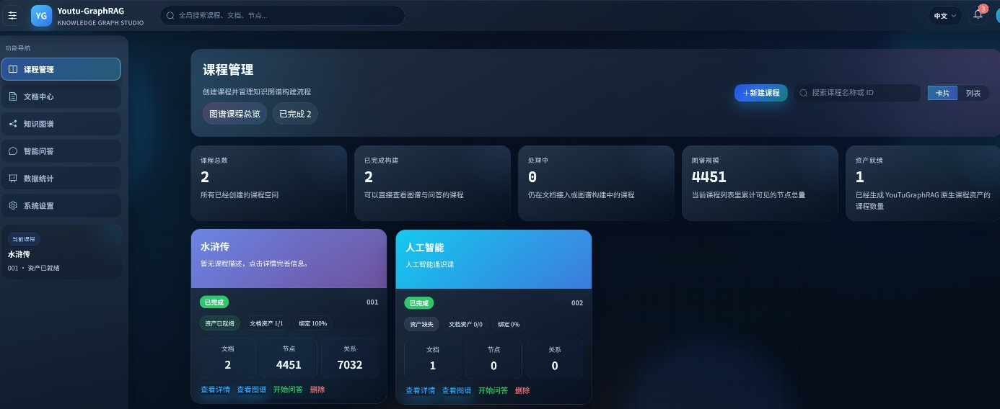 YG
Youtu-GraphRAG
KNOWLEDGE GRAPH STUDIO
全局搜索课程、文档、节点...
中文
3
功能导航
课程管理
文档中心
知识图谱
智能问答
数据统计
系统设置
当前课程
水浒传
001 • 资产已就绪
课程管理
创建课程并管理知识图谱构建流程
图谱课程总览 已完成 2
+新建课程
搜索课程名称或 ID
卡片 列表
课程总数
2
所有已经创建的课程空间
已完成构建
2
可以直接查看图谱与问答的课程
处理中
0
仍在文档接入或图谱构建中的课程
图谱规模
4451
当前课程列表里累计可见的节点总量
资产就绪
1
已经生成 YouTuGraphRAG 原生课程资产的
课程数量
水浒传
暂无课程描述，点击详情完善信息。
已完成 001
资产已就绪 文档资产 1/1 绑定 100%
文档 节点 关系
2 4451 7032
查看详情 查看图谱 开始问答 删除
人工智能
人工智能通识课
已完成 002
资产缺失 文档资产 0/0 绑定 0%
文档 节点 关系
1 0 0
查看详情 查看图谱 开始问答 删除